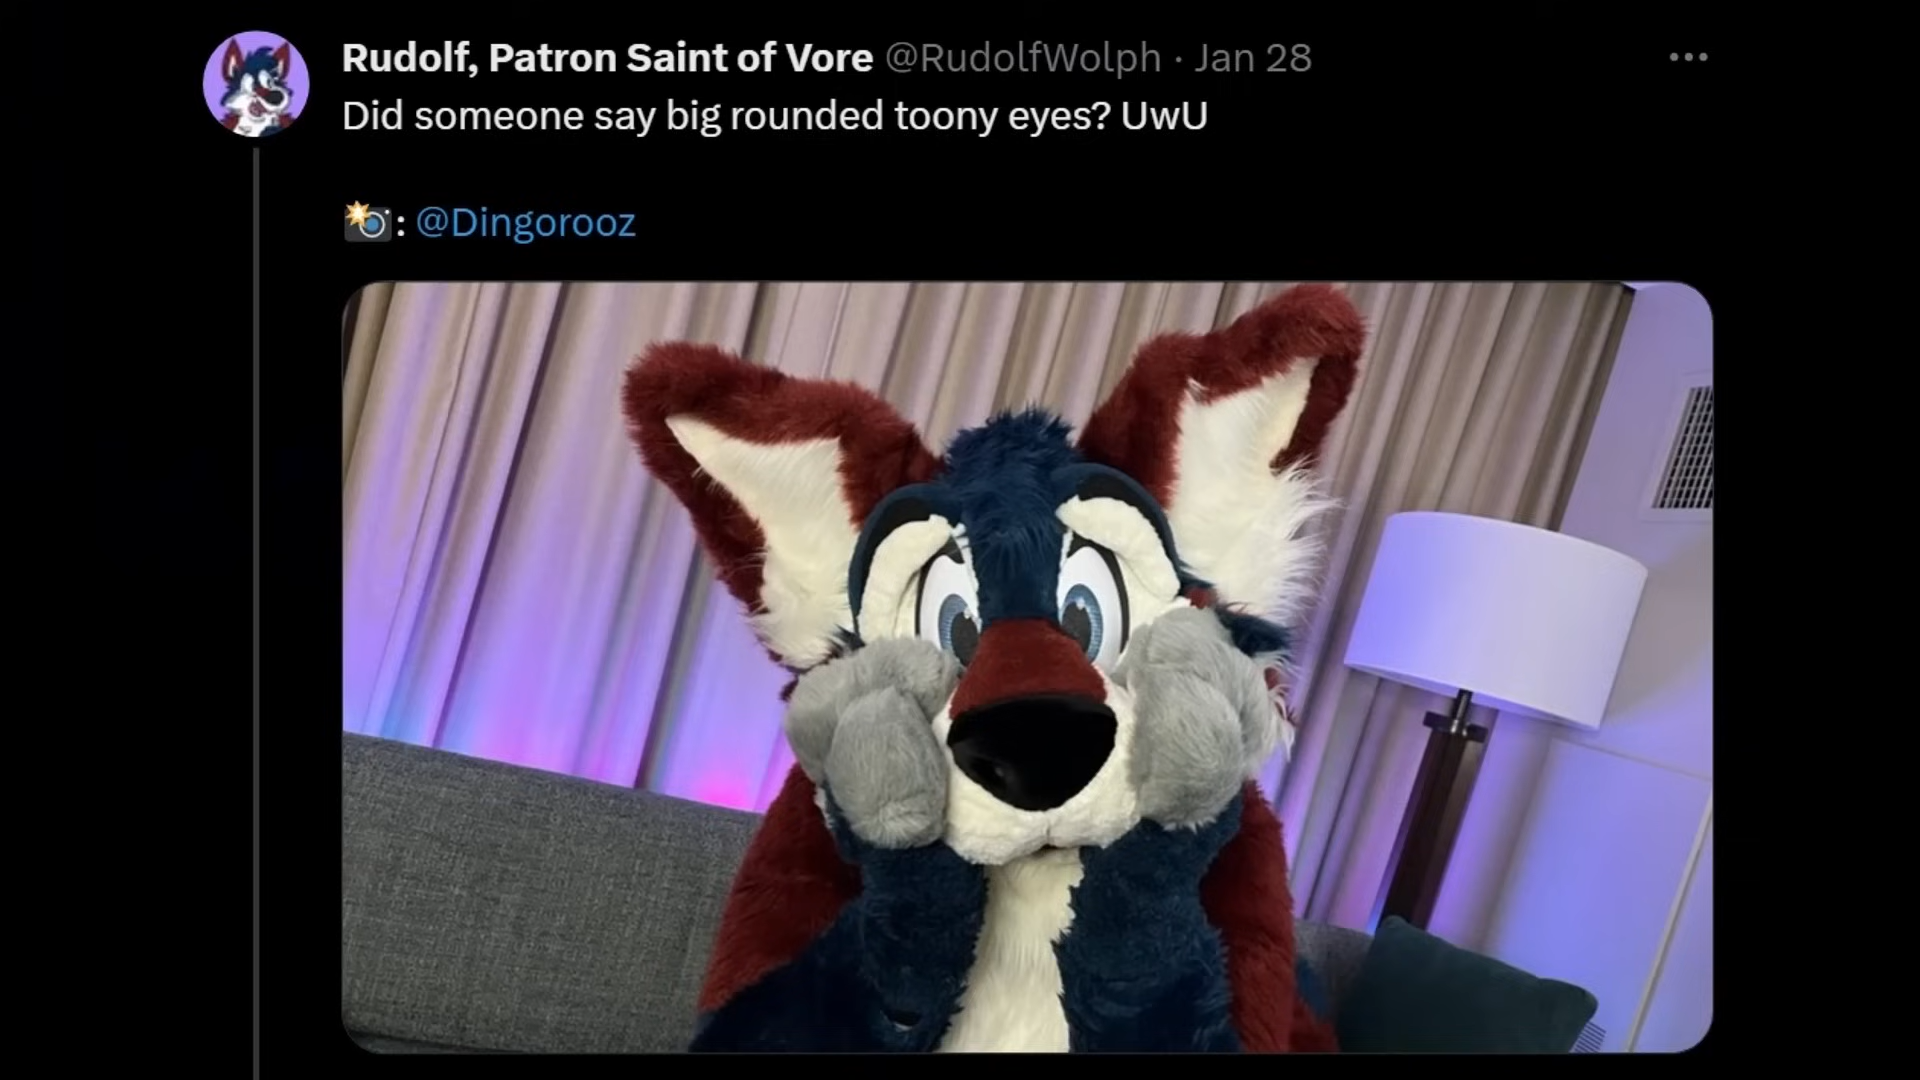 Rudolf, Patron Saint of Vore @RudolfWolph · Jan 28
Did someone say big rounded toony eyes? UwU
📸: @Dingorooz